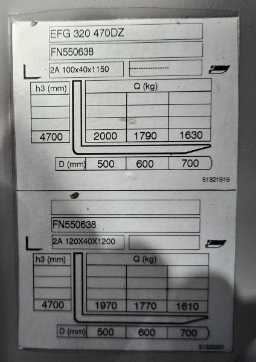 EFG 320 470DZ
FN550638
2A 100x40x1150 --------------
h3 (mm) Q (kg)
4700 2000 1790 1630
D (mm) 500 600 700
FN550638
2A 120X40X1200
h3 (mm) Q (kg)
4700 1970 1770 1610
D (mm) 500 600 700